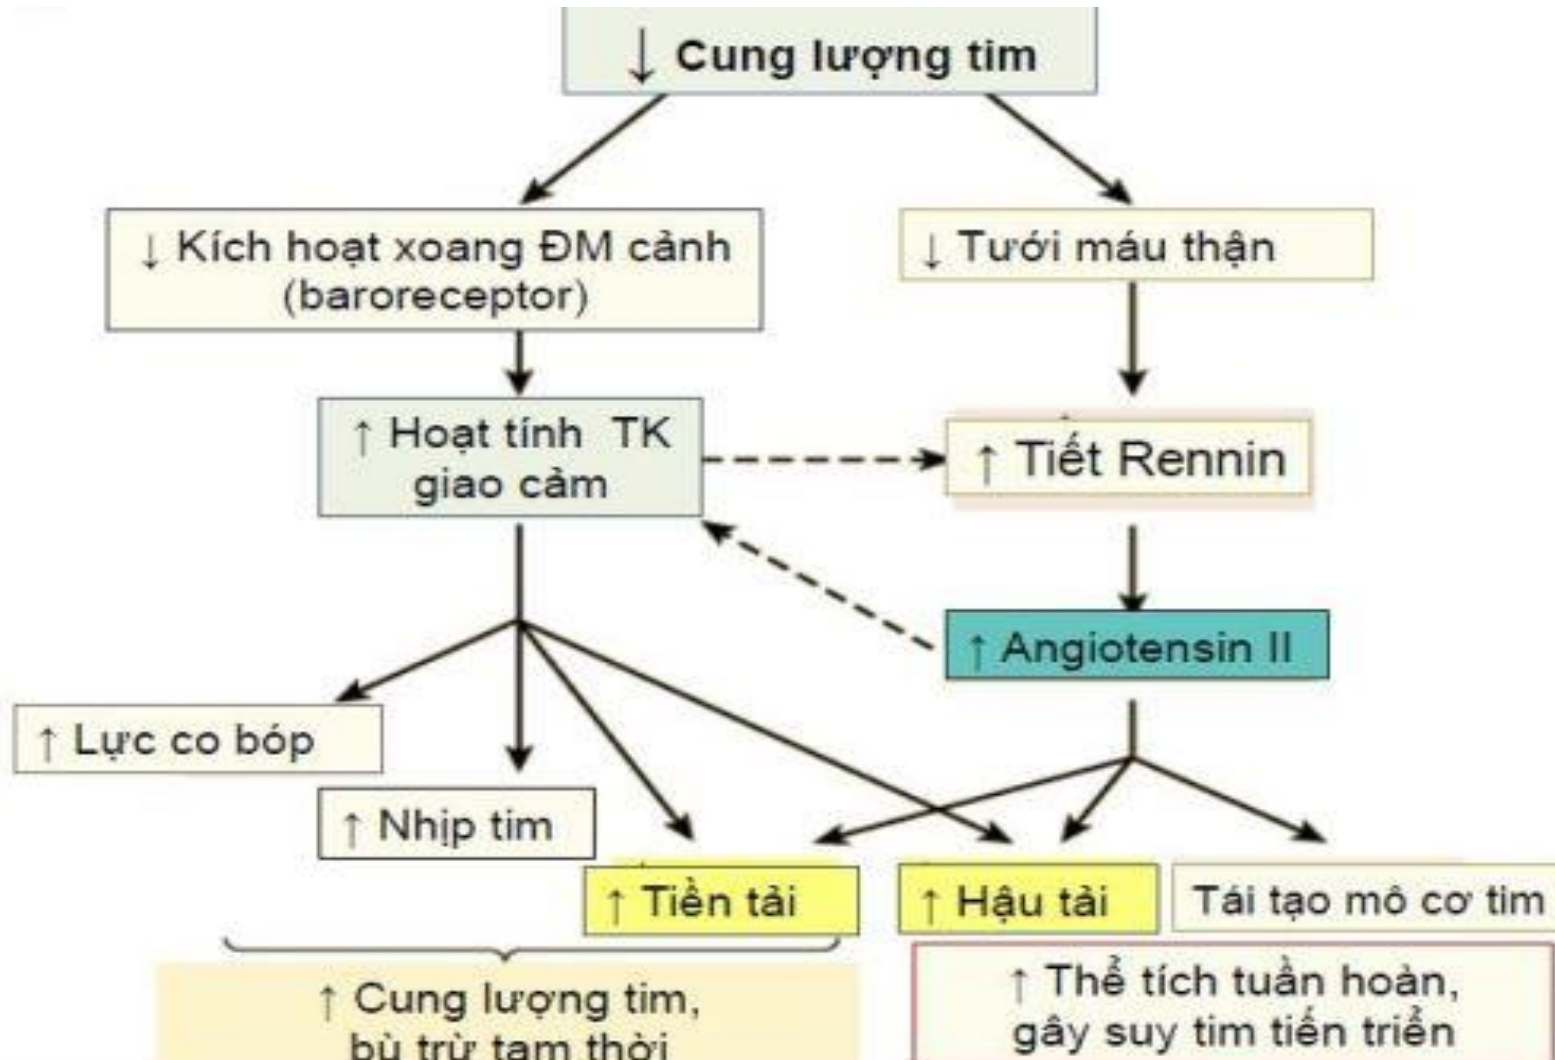 ↓ Cung lượng tim
↓ Kích hoạt xoang ĐM cảnh
(baroreceptor)
↓ Tưới máu thận
↑ Hoạt tính TK
giao cảm
↑ Tiết Rennin
↑ Angiotensin II
↑ Lực co bóp
↑ Nhịp tim
↑ Tiền tải
↑ Hậu tải
Tái tạo mô cơ tim
↑ Cung lượng tim,
bù trừ tạm thời
↑ Thể tích tuần hoàn,
gây suy tim tiến triển